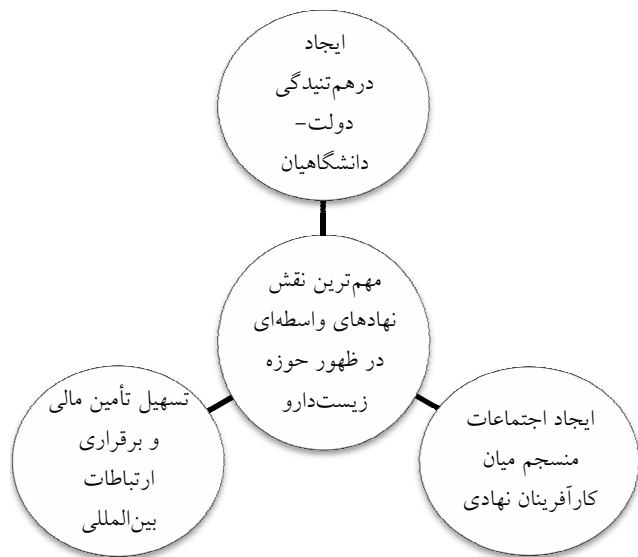 ایجاد
درهم‌تنیدگی
دولت-
دانشگاهیان
مهم‌ترین نقش
نهادهای واسطه‌ای
در ظهور حوزه
زیست‌دارو
ایجاد اجتماعات
منسجم میان
کارآفرینان نهادی
تسهیل تأمین مالی
و برقراری
ارتباطات
بین‌المللی